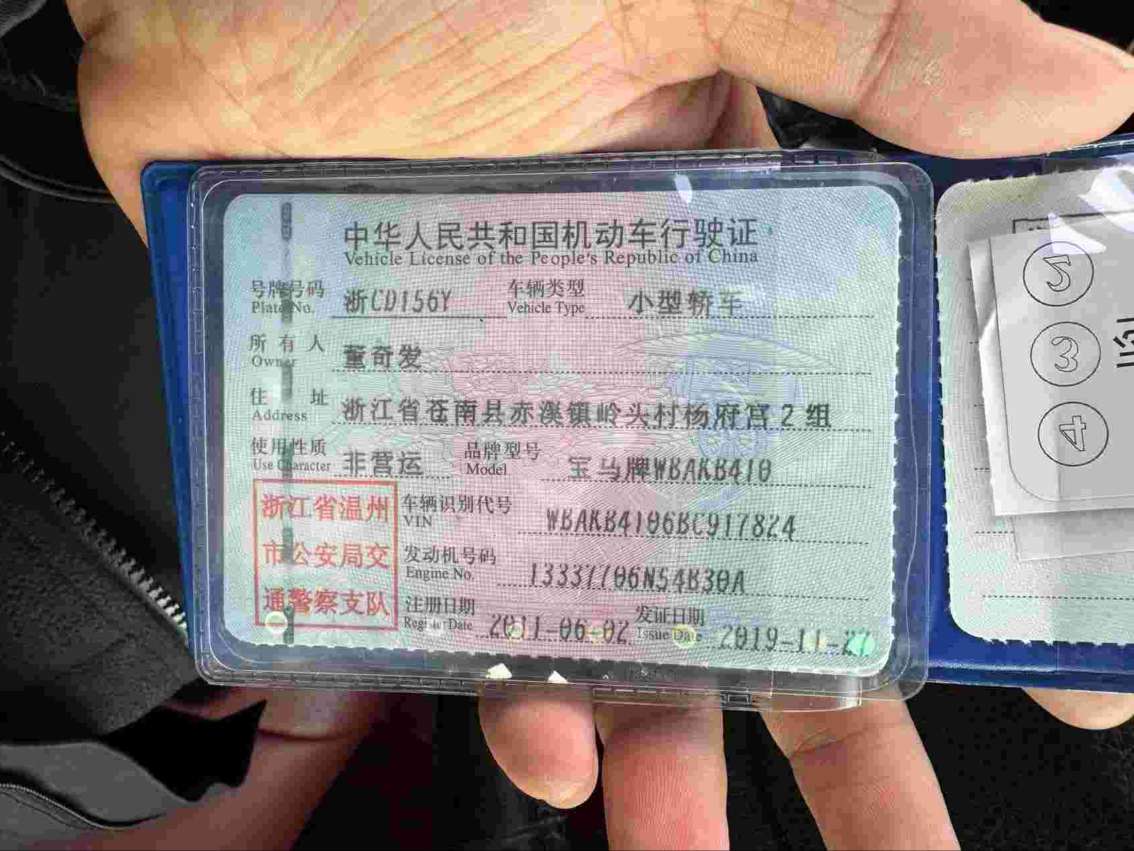 中华人民共和国机动车行驶证
Vehicle License of the People's Republic of China
号牌号码 浙CD156Y 车辆类型 小型轿车
Plate No. Vehicle Type
所有人 董奇发
Owner
住址 浙江省苍南县赤溪镇岭头村杨府宫2组
Address
使用性质 非营运 品牌型号 宝马牌WBAKB410
Use Character Model
浙江省温州
市公安局交
通警察支队
车辆识别代号 WBAKB4106BC917824
VIN
发动机号码
Engine No.
注册日期 2011-06-02 发证日期 2019-11-
Register Date Issue Date
②
③
④